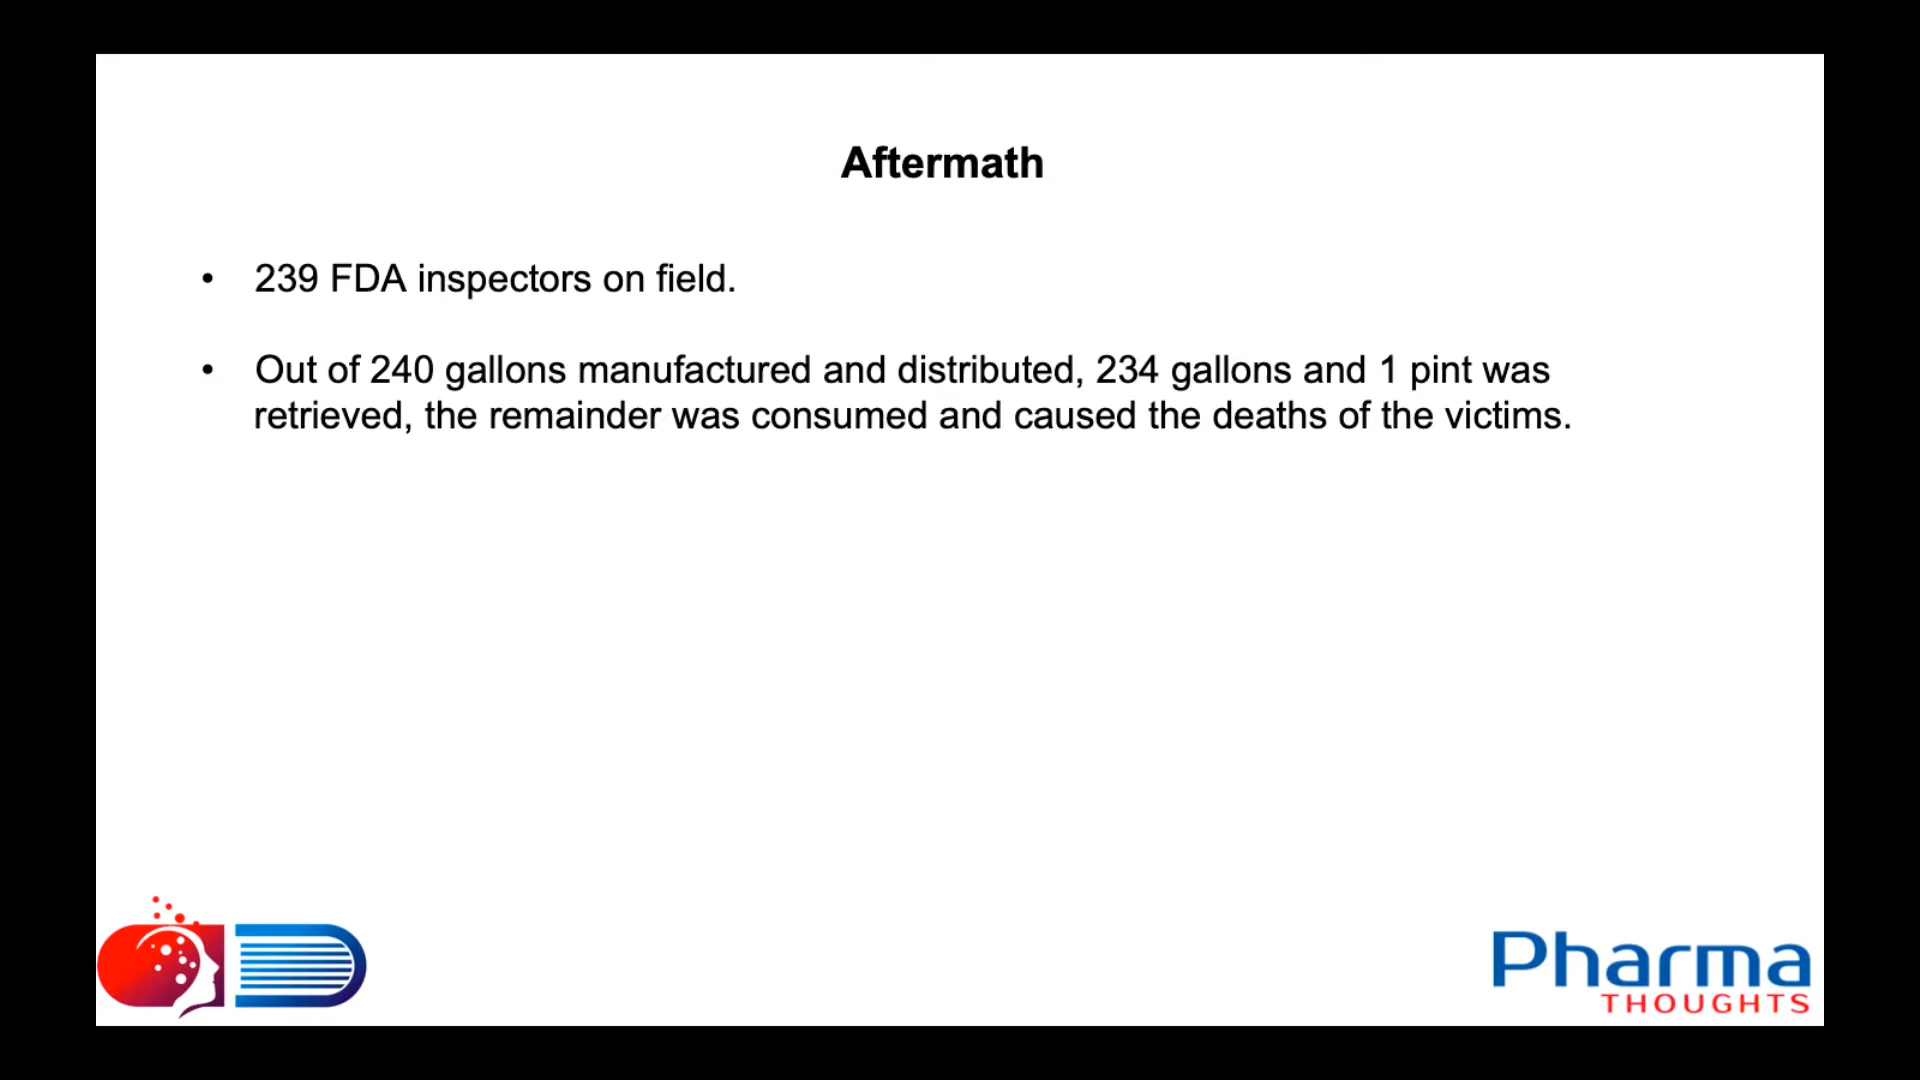 Aftermath
• 239 FDA inspectors on field.
• Out of 240 gallons manufactured and distributed, 234 gallons and 1 pint was
retrieved, the remainder was consumed and caused the deaths of the victims.
Pharma
THOUGHTS